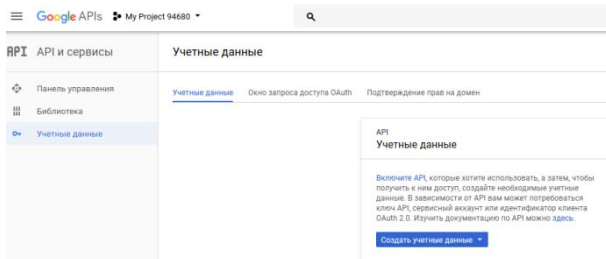 Google APIs My Project 94680
API API и сервисы
Учетные данные
Панель управления
Библиотека
Учетные данные
Учетные данные Окно запроса доступа OAuth Подтверждение прав на домен
API
Учетные данные
Включите API, которые хотите использовать, а затем, чтобы
получить к ним доступ, создайте необходимые учетные
данные. В зависимости от API вам может потребоваться
ключ API, сервисный аккаунт или идентификатор клиента
OAuth 2.0. Изучить документацию по API можно здесь.
Создать учетные данные